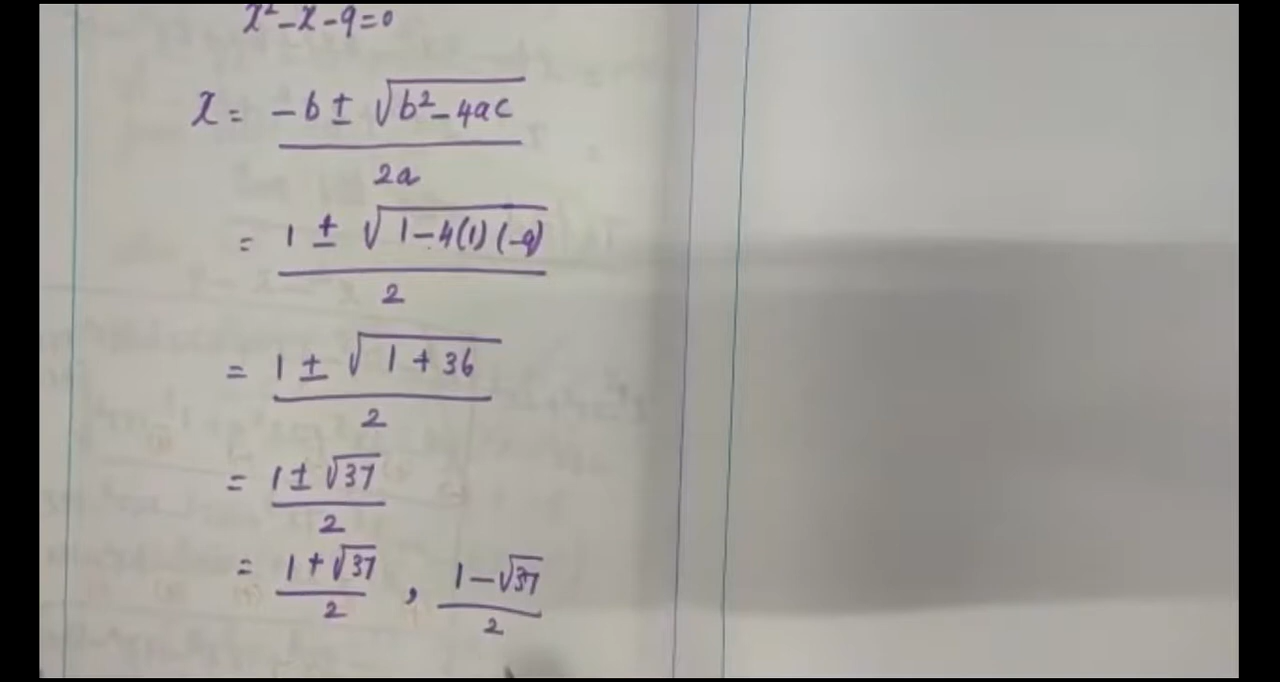 x² - x - 9 = 0
x = (-b ± √(b² - 4ac)) / 2a
= (1 ± √(1 - 4(1)(-9))) / 2
= (1 ± √(1 + 36)) / 2
= (1 ± √37) / 2
= (1 + √37) / 2 , (1 - √37) / 2